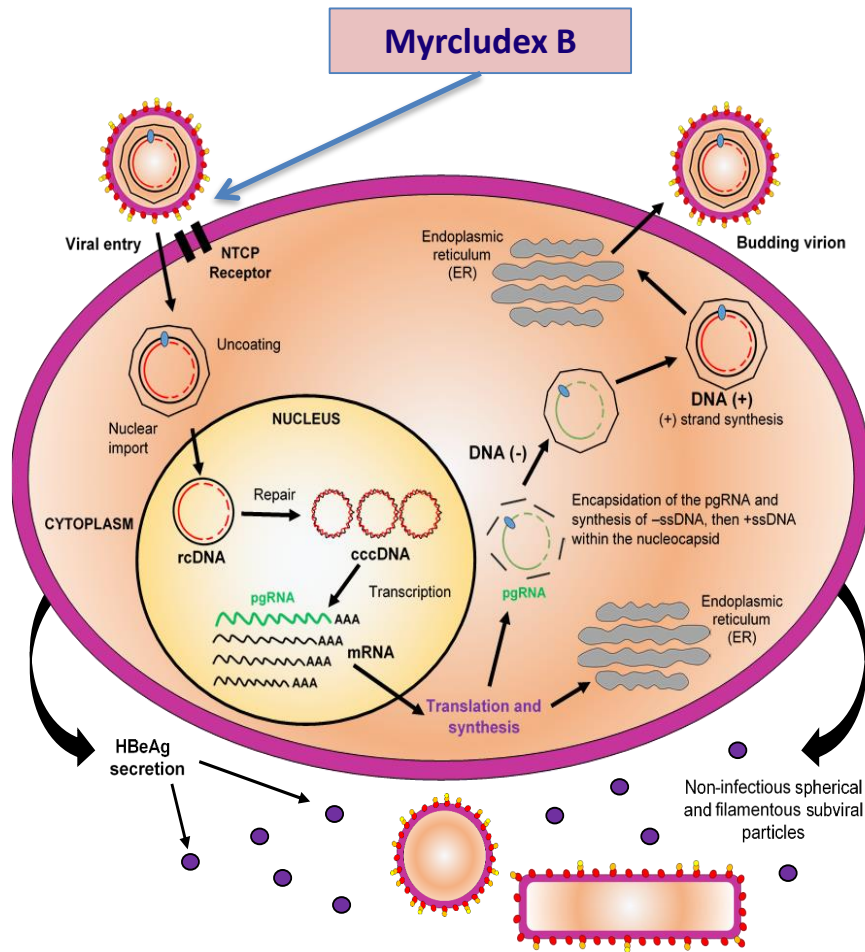 Myrcludex B
Viral entry
NTCP
Receptor
Endoplasmic
reticulum
(ER)
Budding virion
Uncoating
Nuclear
import
NUCLEUS
DNA (+)
(+) strand synthesis
DNA (-)
Repair
CYTOPLASM
rcDNA
cccDNA
Encapsidation of the pgRNA and
synthesis of –ssDNA, then +ssDNA
within the nucleocapsid
pgRNA
Transcription
pgRNA
AAA
AAA
mRNA
AAA
AAA
Endoplasmic
reticulum
(ER)
Translation and
synthesis
HBeAg
secretion
Non-infectious spherical
and filamentous subviral
particles